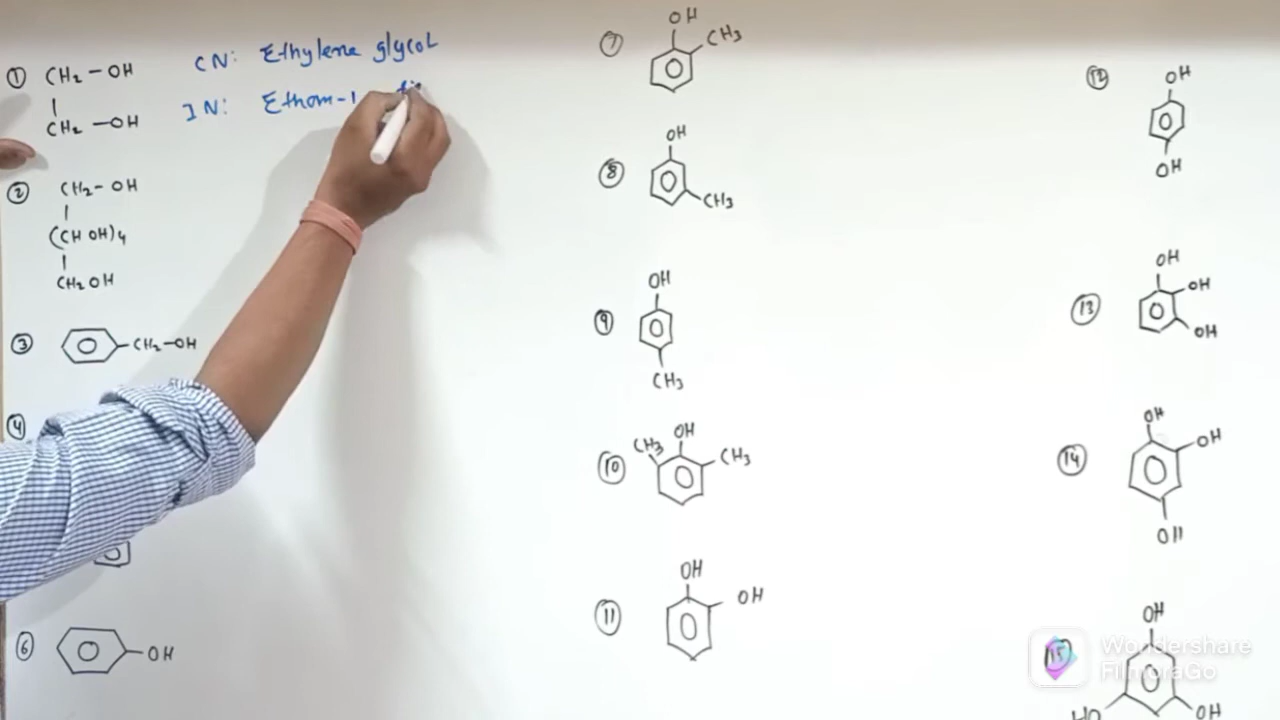 ① CH₂ – OH
CH₂ – OH
CN: Ethylene glycol
IN: Ethan-1
② CH₂ – OH
(CH OH)₄
CH₂ OH
③ CH₂ – OH
④
⑥ OH
⑦ OH
CH₃
⑧ OH
CH₃
⑨ OH
CH₃
⑩ CH₃ OH CH₃
⑪ OH
OH
⑫ OH
OH
⑬ OH
OH
OH
⑭ OH
OH
OH
⑮ OH
HO OH
Wondershare
FilmoraGo